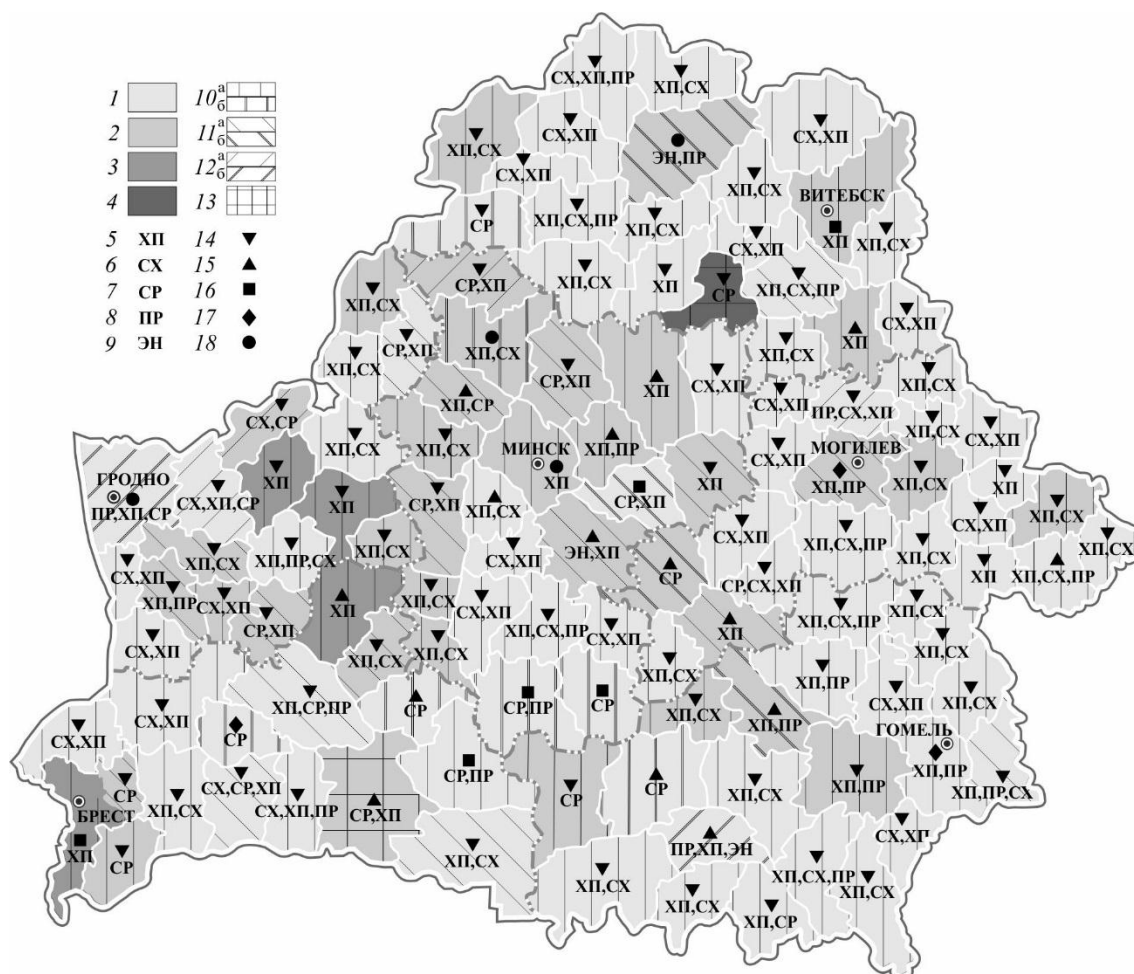 1
10 а
б
2
11 а
б
3
12 а
б
4
13
5 ХП 14
6 СХ 15
7 СР 16
8 ПР 17
9 ЭН 18
СХ,ХП,ПР
ХП,СХ
СХ,ХП
СХ,ХП
ХП,СХ
ЭН,ПР
СХ,ХП
ХП,СХ
ВИТЕБСК
СР
ХП,СХ,ПР
ХП,СХ
ХП
СХ,ХП
ХП,СХ
СР,ХП
ХП,СХ
ХП
ХП,СХ,ПР
ХП,СХ
СР
СХ,ХП
ХП
ХП,СХ
СР,ХП
ХП,СХ
ХП,СХ
СР,ХП
СХ,ХП
ХП,СР
ХП
СХ,ХП
ПР,СХ,ХП
ХП,СХ
СХ,СР
ХП,СХ
ХП,СХ
МИНСК
ХП
ХП,ПР
СХ,ХП
МОГИЛЕВ
ХП,ПР
ХП,СХ
СХ,ХП
ГРОДНО
ПР,ХП,СР
СХ,ХП,СР
ХП
ХП
СР,ХП
ХП,СХ
СР,ХП
ХП
ХП,СХ
ХП
СХ,ХП
ХП,СХ
ХП,СХ
СХ,ХП
ХП,СХ
ХП,ПР,СХ
ХП,СХ
СХ,ХП
ЭН,ХП
СХ,ХП
ХП,СХ,ПР
ХП,СХ
ХП
ХП,СХ,ПР
ХП,ПР
СХ,ХП
ХП
ХП,СХ
СХ,ХП
СР
СР,СХ,ХП
ХП,СХ
СХ,ХП
СР,ХП
ХП,СХ
ХП,СХ
ХП,СХ,ПР
СХ,ХП
ХП
ХП,СХ,ПР
ХП,СХ
СХ,ХП
ХП,СР,ПР
СР
СР,ПР
СР
ХП,СХ
ХП,СХ
ХП,ПР
ХП,ПР
СХ,ХП
ХП,СХ
СХ,ХП
СР
СР,ПР
ГОМЕЛЬ
ХП,ПР
БРЕСТ
СР
ХП,СХ
СХ,СР,ХП
СХ,ХП,ПР
СР,ХП
СР
СР
ХП,СХ
ХП,ПР
ХП,ПР,СХ
ХП
СР
ХП,СХ
ПР,ХП,ЭН
СХ,ХП
ХП,СХ
ХП,СХ
ХП,СР
ХП,СХ,ПР
ХП,СХ